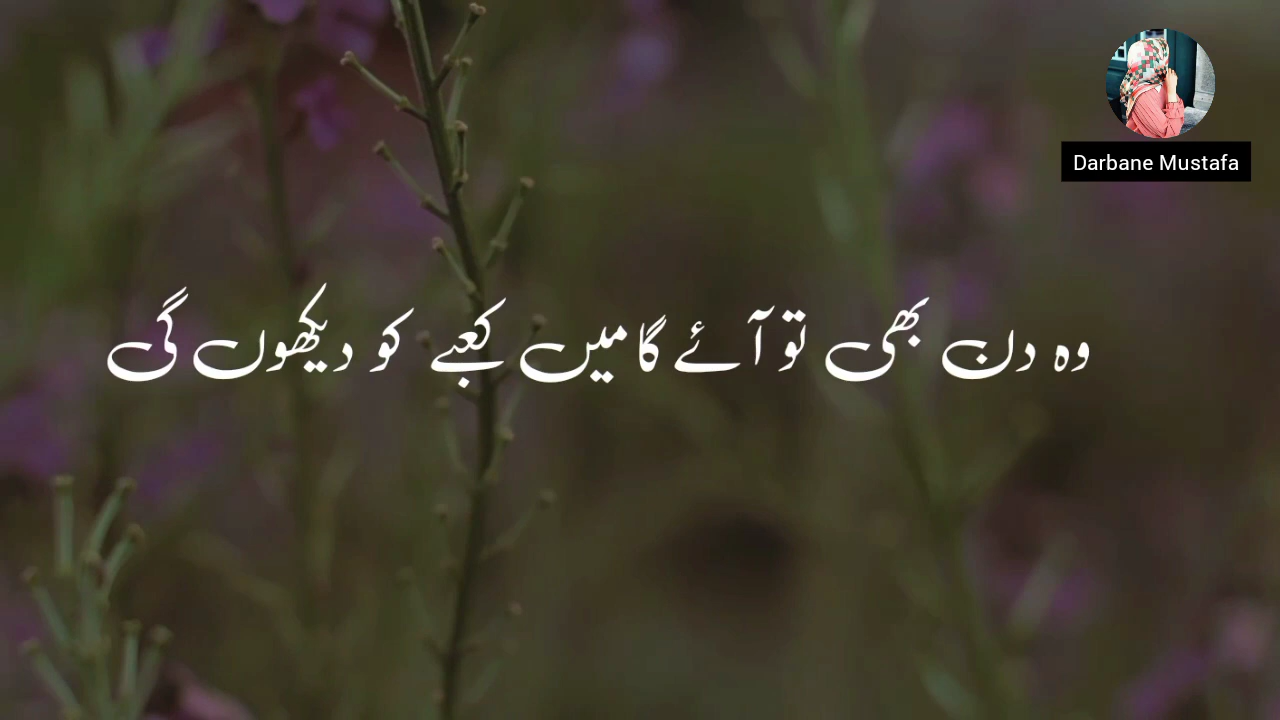 Darbane Mustafa
وہ دن بھی تو آئے گا میں کعبے کو دیکھوں گی